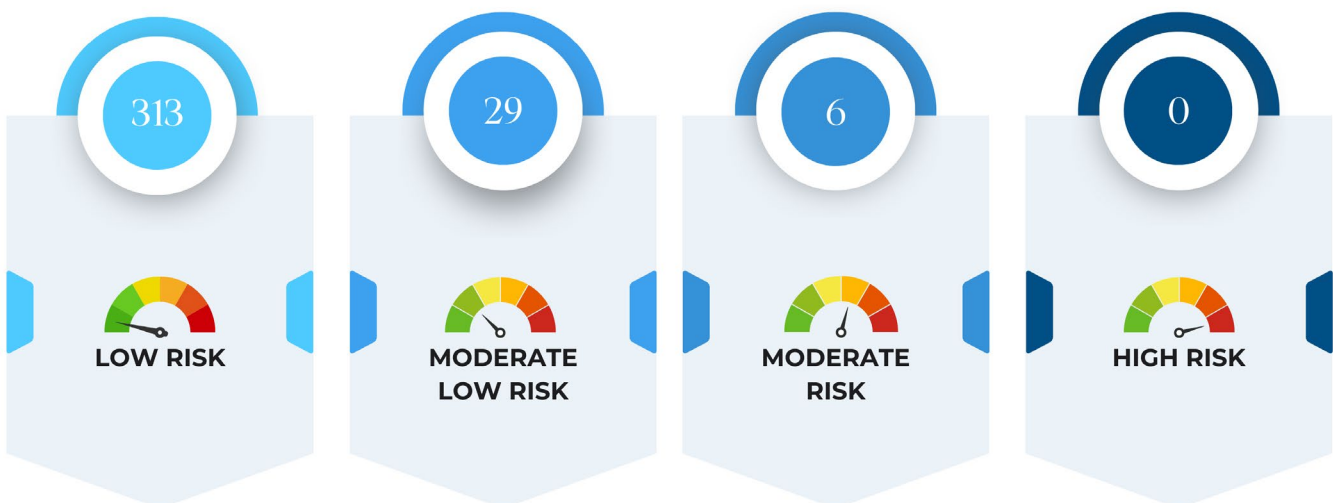 313
29
6
0
LOW RISK
MODERATE
LOW RISK
MODERATE
RISK
HIGH RISK